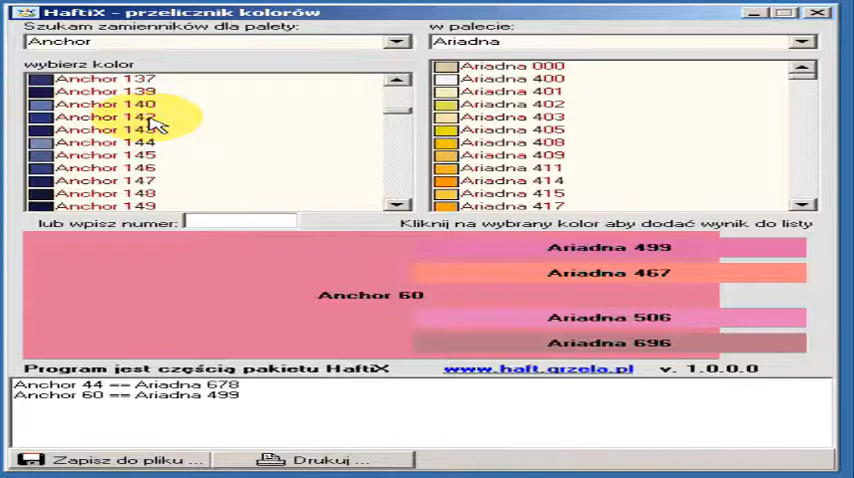 HaftiX - przelicznik kolorów
Szukam zamienników dla palety:
w palecie:
Anchor
Ariadna
wybierz kolor
Anchor 137
Anchor 139
Anchor 140
Anchor 142
Anchor 143
Anchor 144
Anchor 145
Anchor 146
Anchor 147
Anchor 148
Anchor 149
Ariadna 000
Ariadna 400
Ariadna 401
Ariadna 402
Ariadna 403
Ariadna 405
Ariadna 408
Ariadna 409
Ariadna 411
Ariadna 414
Ariadna 415
Ariadna 417
lub wpisz numer:
Kliknij na wybrany kolor aby dodać wynik do listy
Ariadna 499
Ariadna 467
Anchor 60
Ariadna 506
Ariadna 696
Program jest częścią pakietu HaftiX
www.haft.grzela.pl
v. 1.0.0.0
Anchor 44 == Ariadna 678
Anchor 60 == Ariadna 499
Zapisz do pliku ...
Drukuj ...